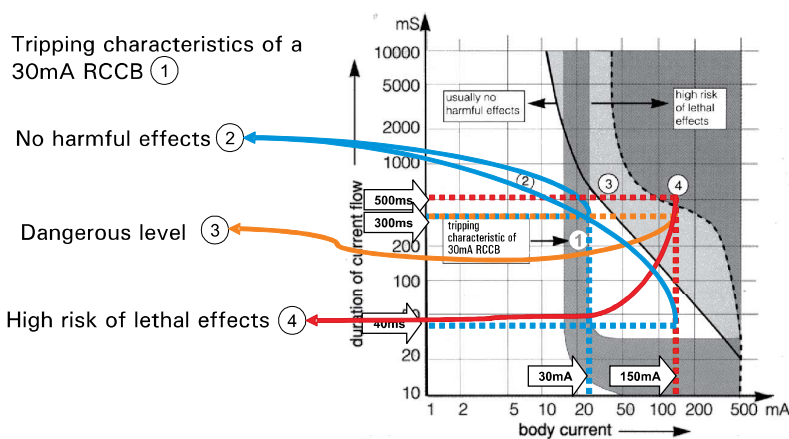 Tripping characteristics of a
30mA RCCB 1
No harmful effects 2
Dangerous level 3
High risk of lethal effects 4
mS
10000
5000
2000
1000
500ms
300ms
200
100
40ms
20
10
duration of current flow
usually no
harmful effects
high risk
of lethal
effects
2
3
4
tripping
characteristic of
30mA RCCB
1
30mA
150mA
1 2 5 10 20 50 100 200 500 mA
body current